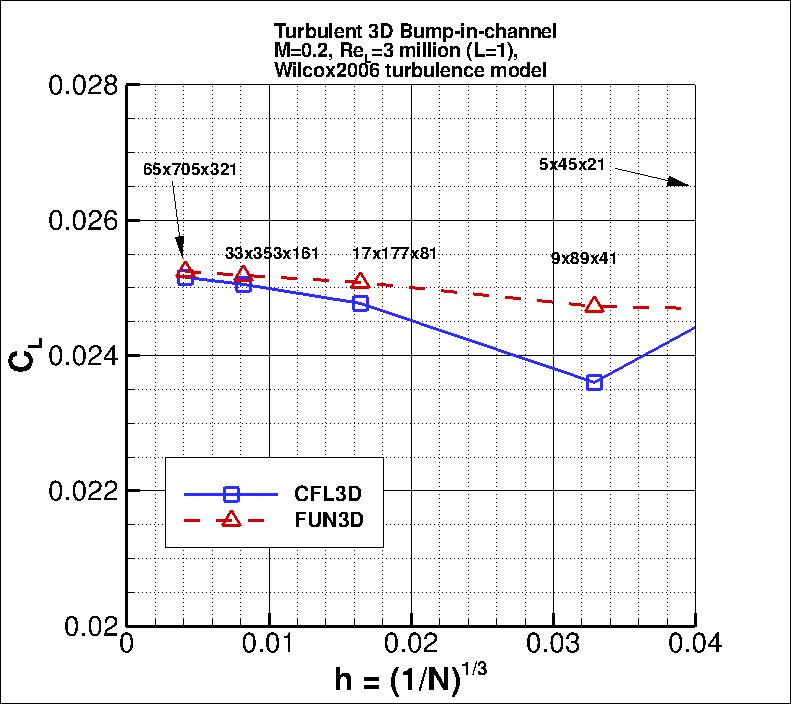 Turbulent 3D Bump-in-channel
M=0.2, Re_L=3 million (L=1),
Wilcox2006 turbulence model
0.028
65x705x321
5x45x21
0.026
33x353x161
17x177x81
9x89x41
C_L
0.024
0.022
CFL3D
FUN3D
0.02
0
0.01
0.02
0.03
0.04
h = (1/N)^1/3